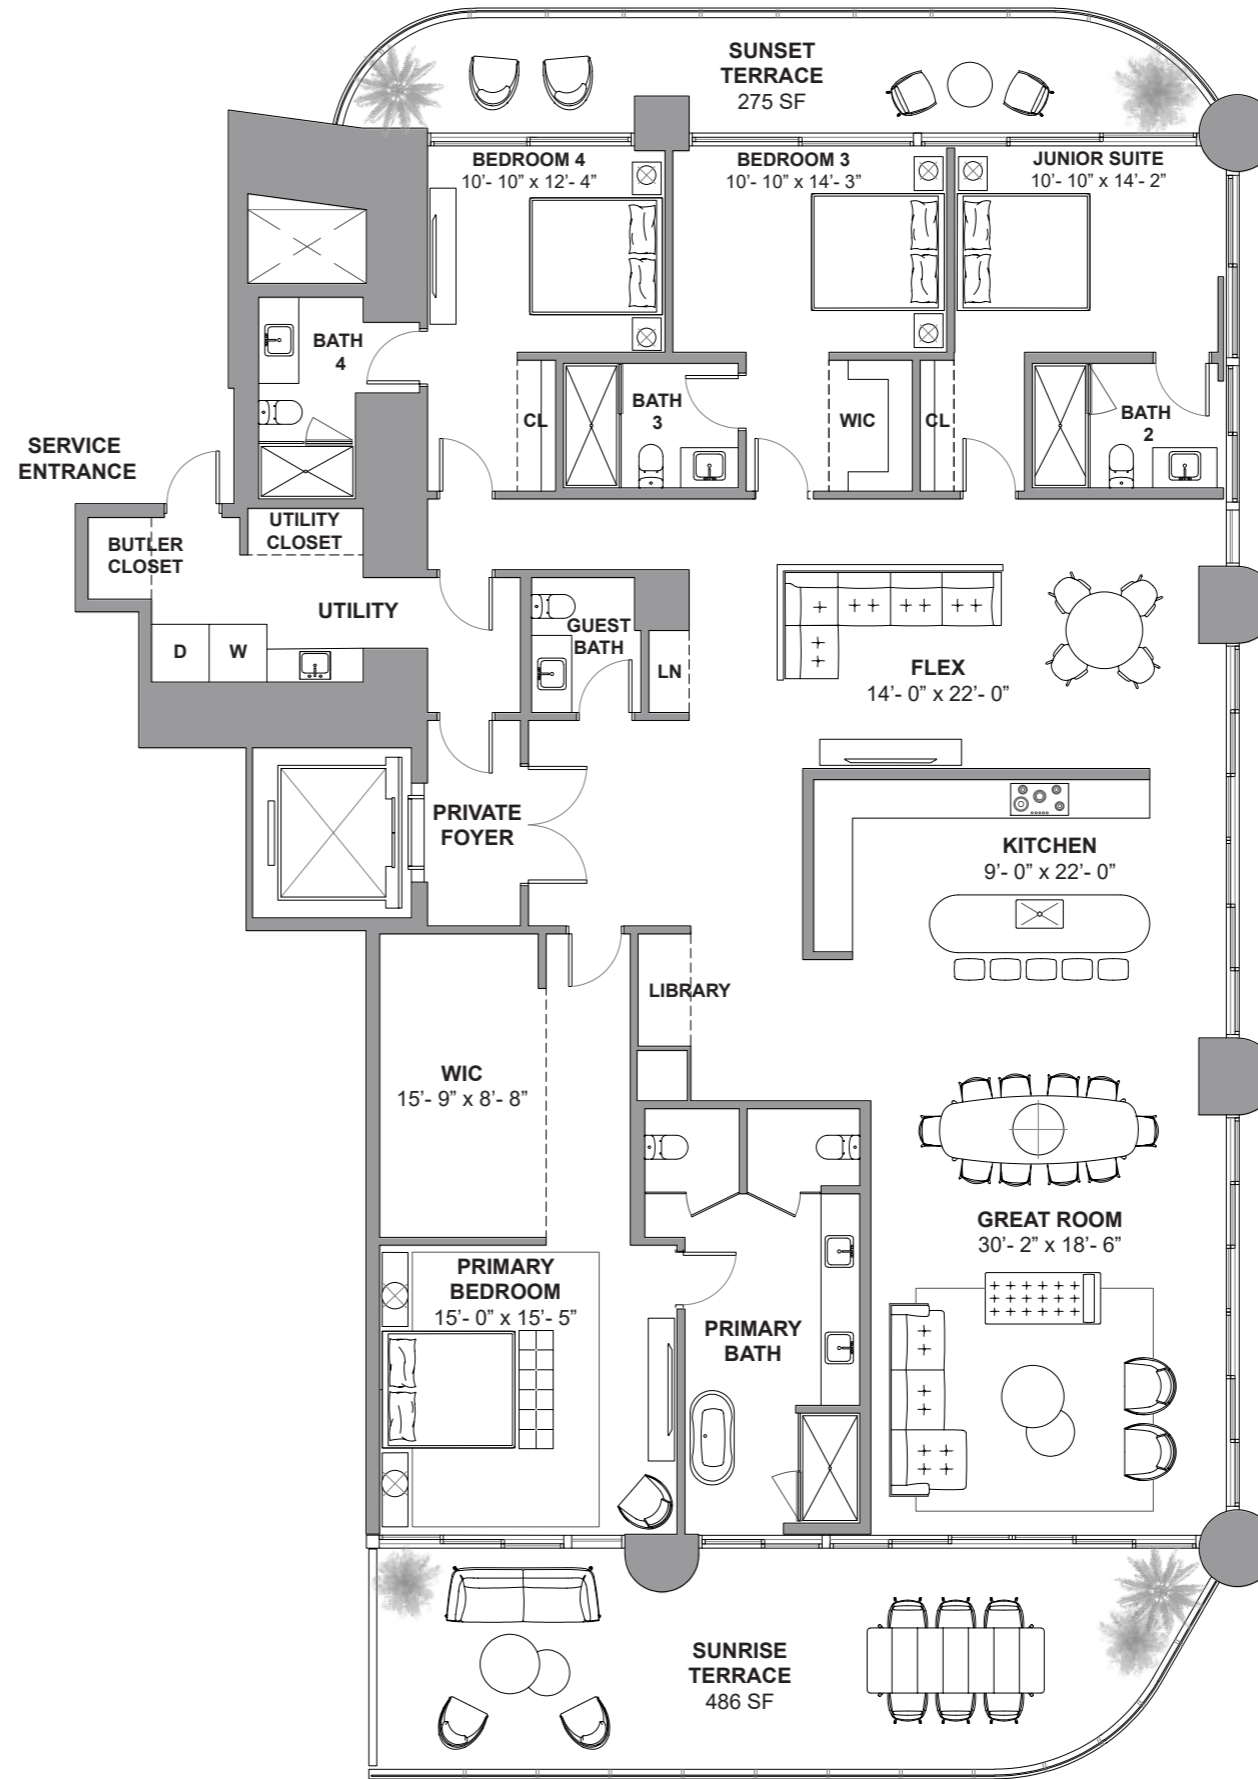 SUNSET
TERRACE
275 SF
BEDROOM 4
10’- 10” x 12’- 4”
BEDROOM 3
10’- 10” x 14’- 3”
JUNIOR SUITE
10’- 10” x 14’- 2”
BATH
4
CL
BATH
3
WIC
CL
BATH
2
SERVICE
ENTRANCE
BUTLER
CLOSET
UTILITY
CLOSET
UTILITY
D
W
GUEST
BATH
LN
FLEX
14’- 0” x 22’- 0”
PRIVATE
FOYER
KITCHEN
9’- 0” x 22’- 0”
LIBRARY
WIC
15’- 9” x 8’- 8”
GREAT ROOM
30’- 2” x 18’- 6”
PRIMARY
BEDROOM
15’- 0” x 15’- 5”
PRIMARY
BATH
SUNRISE
TERRACE
486 SF